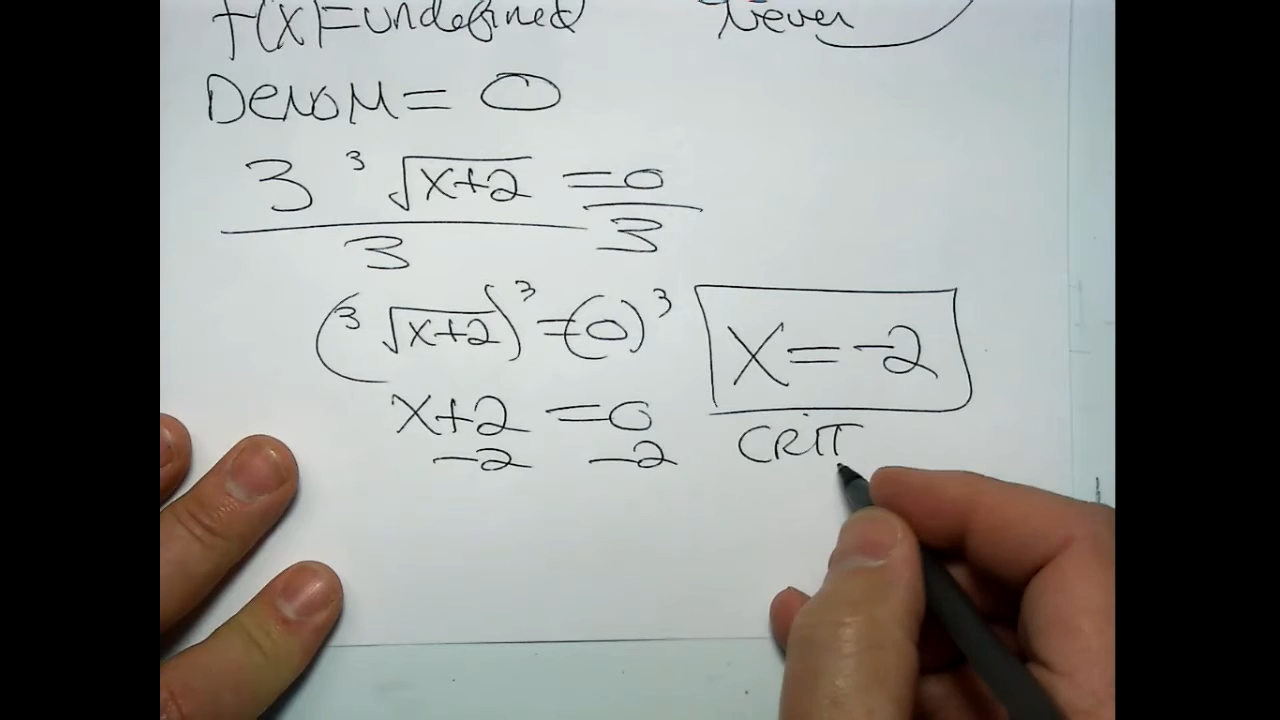 f(x)=undefined Never
Denom = 0
3 ³√x+2 = 0
3 3
(³√x+2)³ = (0)³
x+2 = 0
-2 -2
X = -2
CRIT